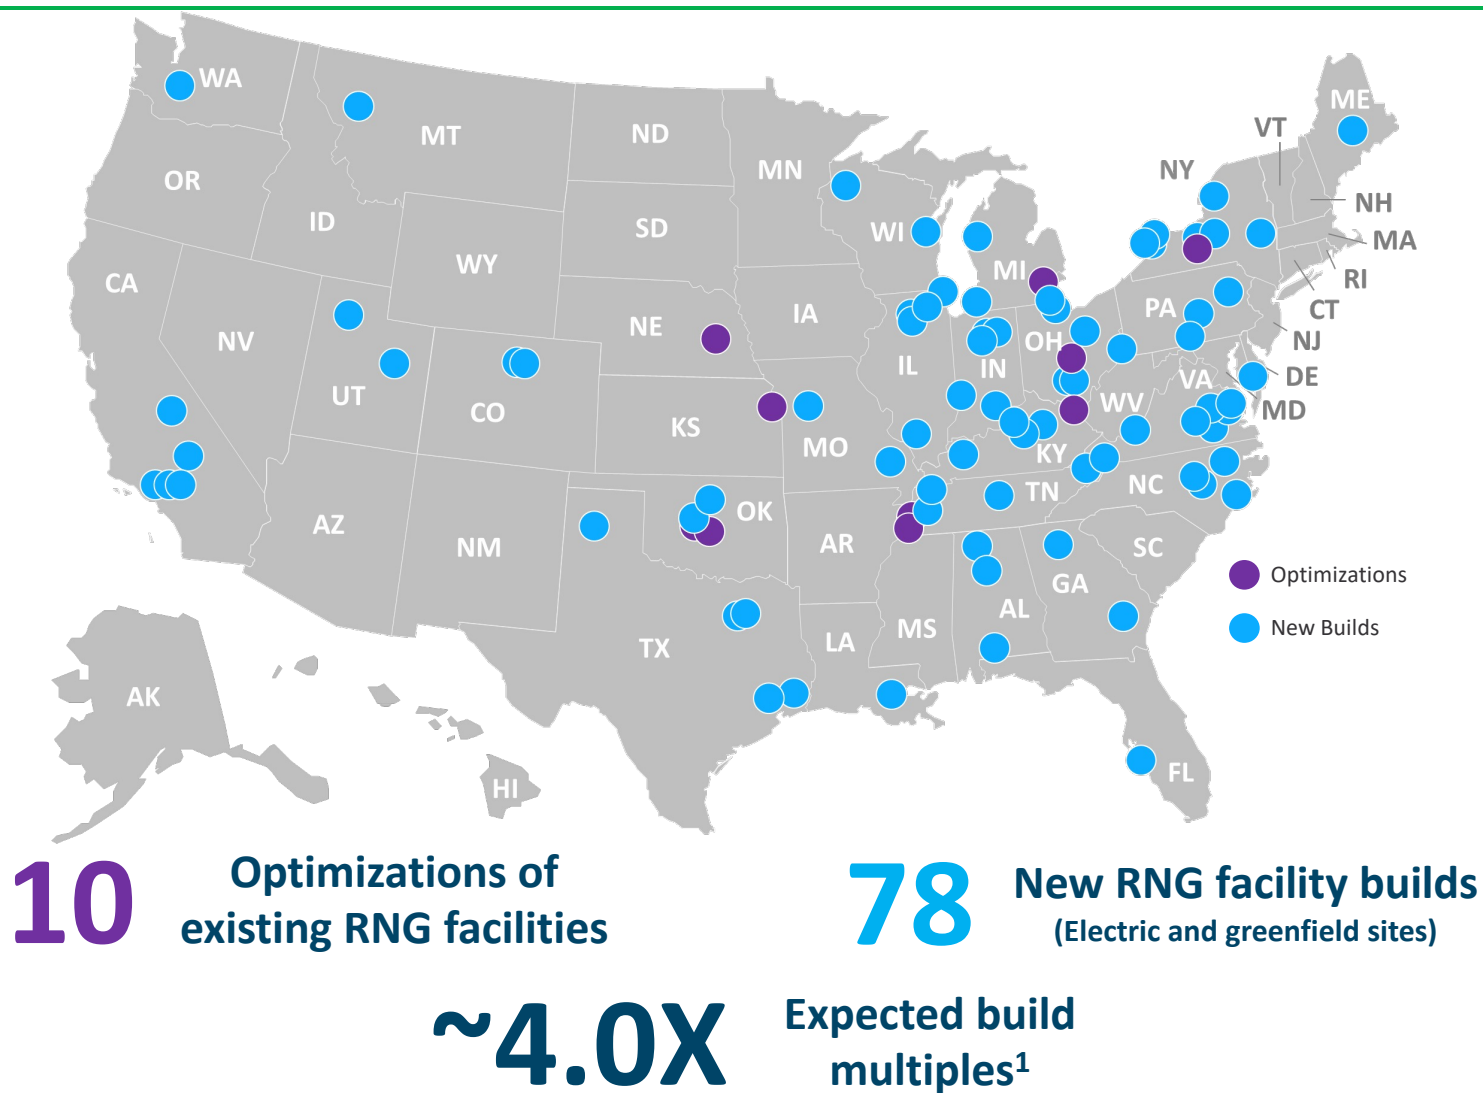 WA
MT
ND
MN
OR
ID
SD
WI
MI
WY
CA
NV
UT
CO
NE
IA
KS
MO
IL
IN
OH
KY
WV
VA
PA
NY
VT
ME
NH
MA
RI
CT
NJ
DE
MD
AZ
NM
OK
AR
TN
NC
SC
TX
LA
MS
AL
GA
FL
AK
HI
Optimizations
New Builds
10
Optimizations of
existing RNG facilities
78
New RNG facility builds
(Electric and greenfield sites)
~4.0X
Expected build
multiples¹